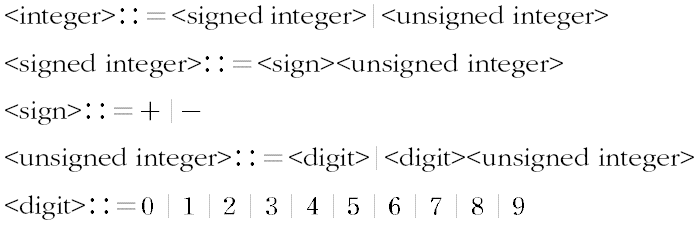 <integer>::=<signed integer>|<unsigned integer>
<signed integer>::=<sign><unsigned integer>
<sign>::=+|−
<unsigned integer>::=<digit>|<digit><unsigned integer>
<digit>::=0 | 1 | 2 | 3 | 4 | 5 | 6 | 7 | 8 | 9